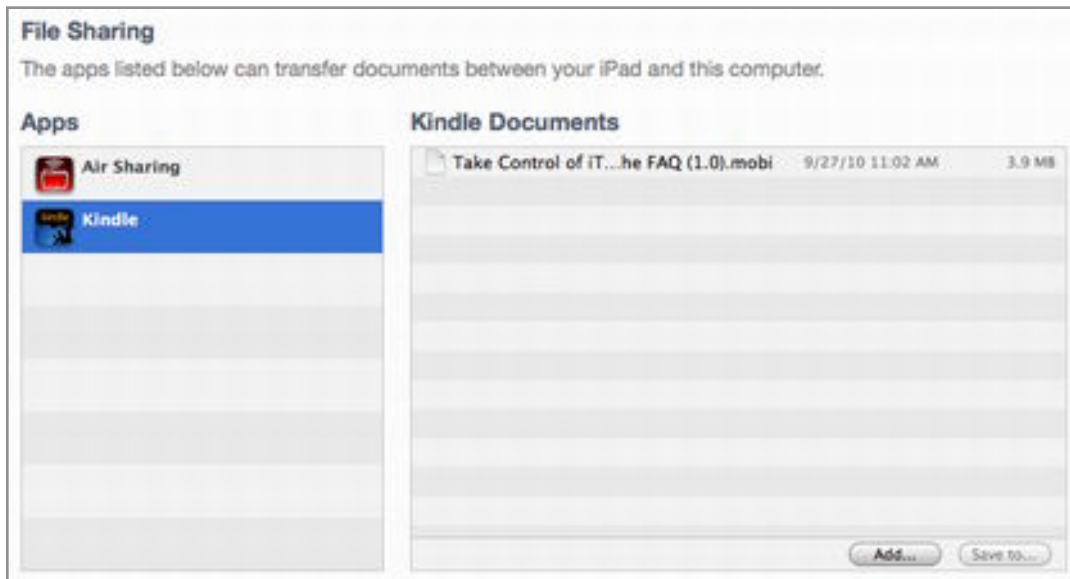 File Sharing
The apps listed below can transfer documents between your iPad and this computer.
Apps
Air Sharing
kindle
Kindle
Kindle Documents
Take Control of iT...he FAQ (1.0).mobi 9/27/10 11:02 AM 3.9 MB
Add... Save to...